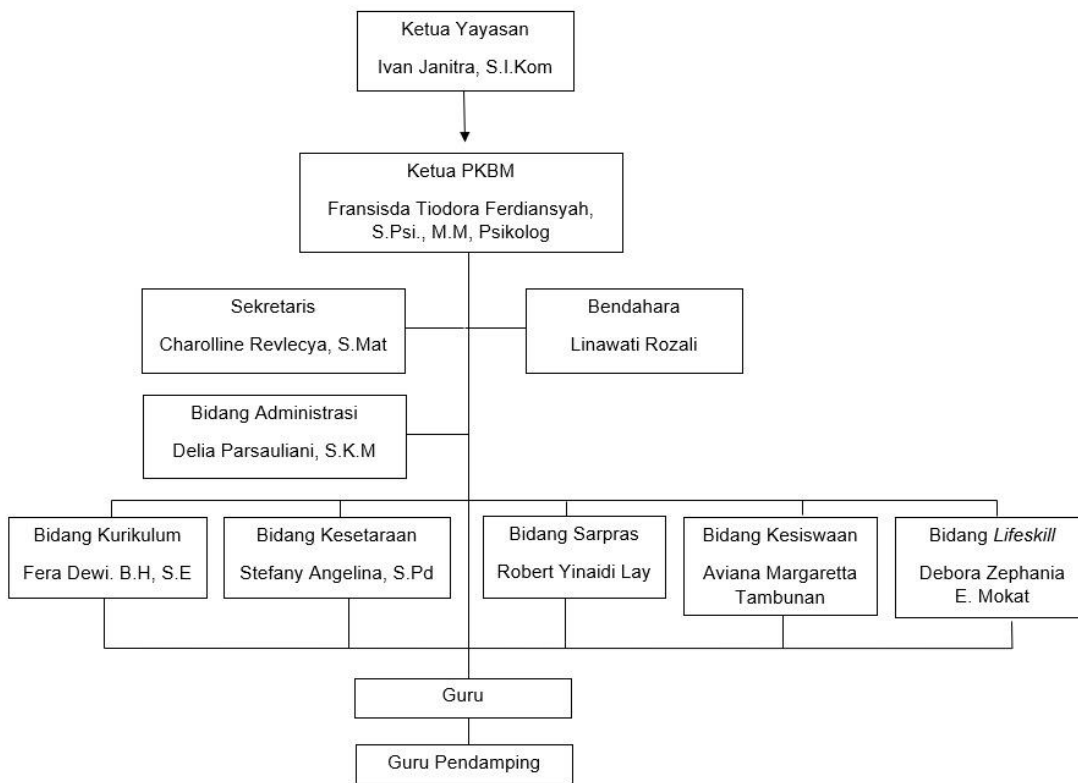 Ketua Yayasan
Ivan Janitra, S.I.Kom
Ketua PKBM
Fransisda Tiodora Ferdiansyah,
S.Psi., M.M, Psikolog
Sekretaris
Charolline Revlecya, S.Mat
Bendahara
Linawati Rozali
Bidang Administrasi
Delia Parsauliani, S.K.M
Bidang Kurikulum
Fera Dewi. B.H, S.E
Bidang Kesetaraan
Stefany Angelina, S.Pd
Bidang Sarpras
Robert Yinaidi Lay
Bidang Kesiswaan
Aviana Margaretta
Tambunan
Bidang Lifeskill
Debora Zephania
E. Mokat
Guru
Guru Pendamping